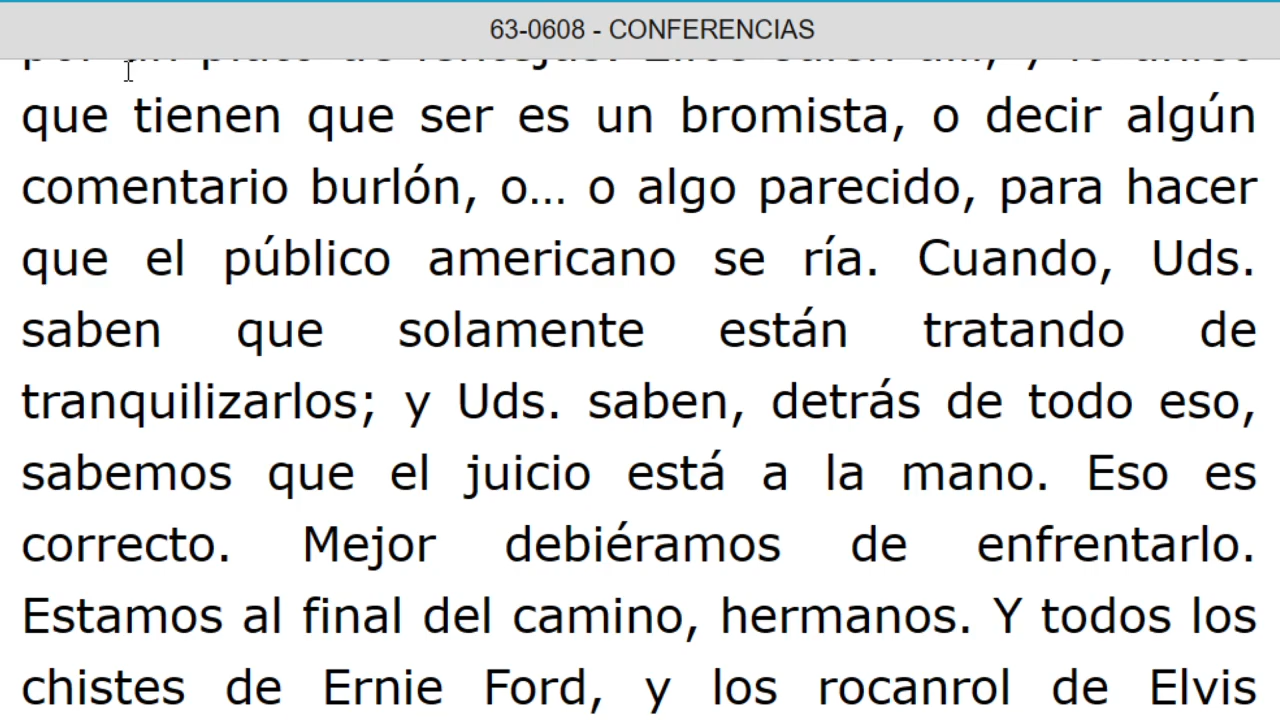 63-0608 - CONFERENCIAS
que tienen que ser es un bromista, o decir algún
comentario burlón, o… o algo parecido, para hacer
que el público americano se ría. Cuando, Uds.
saben que solamente están tratando de
tranquilizarlos; y Uds. saben, detrás de todo eso,
sabemos que el juicio está a la mano. Eso es
correcto. Mejor debiéramos de enfrentarlo.
Estamos al final del camino, hermanos. Y todos los
chistes de Ernie Ford, y los rocanrol de Elvis